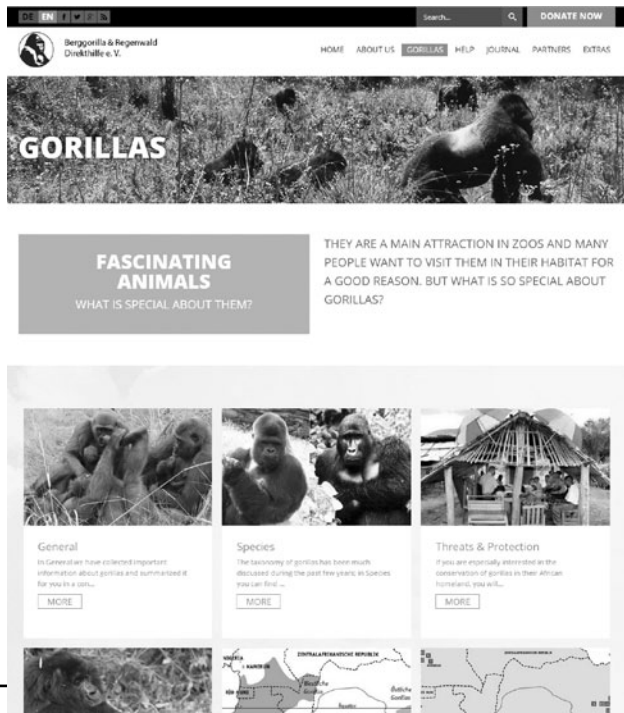 DE EN
Search...
DONATE NOW
Berggorilla & Regenwald
Direkthilfe e. V.
HOME ABOUT US GORILLAS HELP JOURNAL PARTNERS EXTRAS
GORILLAS
FASCINATING
ANIMALS
WHAT IS SPECIAL ABOUT THEM?
THEY ARE A MAIN ATTRACTION IN ZOOS AND MANY
PEOPLE WANT TO VISIT THEM IN THEIR HABITAT FOR
A GOOD REASON. BUT WHAT IS SO SPECIAL ABOUT
GORILLAS?
General
In General we have collected important
information about gorillas and summarized it
for you in a con...
MORE
Species
The taxonomy of gorillas has been much
discussed during the past few years; in Species
you can find ...
MORE
Threats & Protection
If you are especially interested in the
conservation of gorillas in their African
homeland, you will...
MORE
ZENTRALAFRIKANISCHE REPUBLIK
KAMERUN
Westliche
Gorillas
Östliche
Gorillas